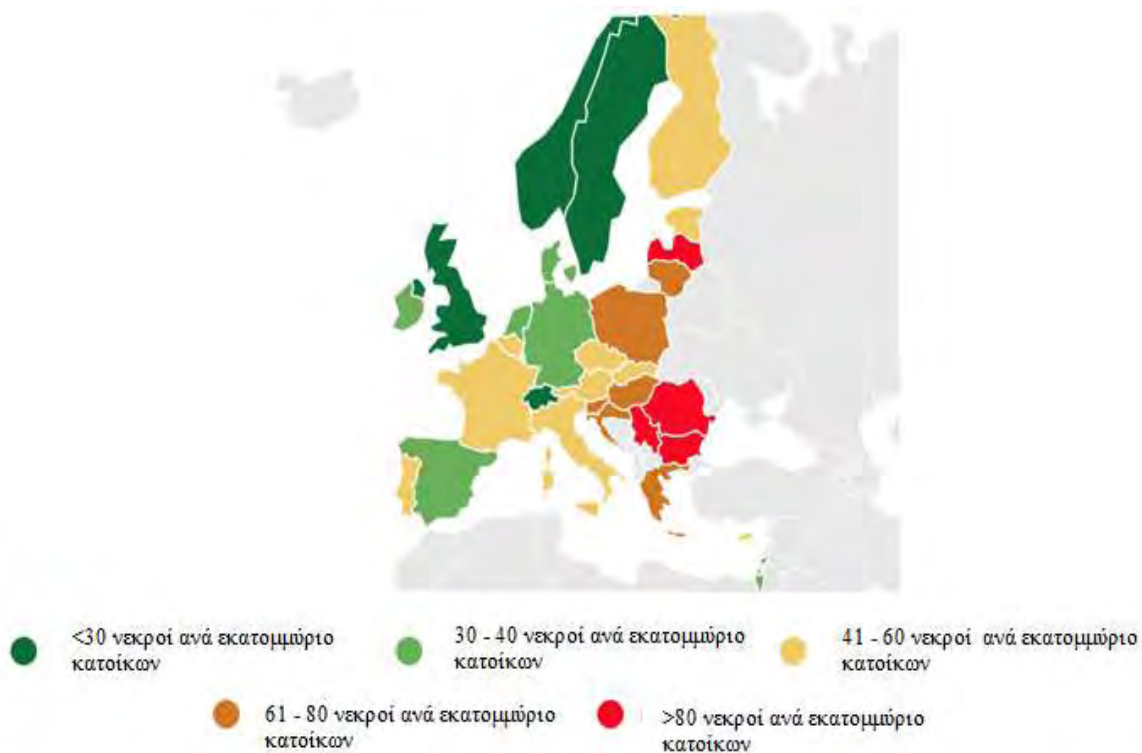 <30 νεκροί ανά εκατομμύριο
κατοίκων
30 - 40 νεκροί ανά εκατομμύριο
κατοίκων
41 - 60 νεκροί ανά εκατομμύριο
κατοίκων
61 - 80 νεκροί ανά εκατομμύριο
κατοίκων
>80 νεκροί ανά εκατομμύριο
κατοίκων